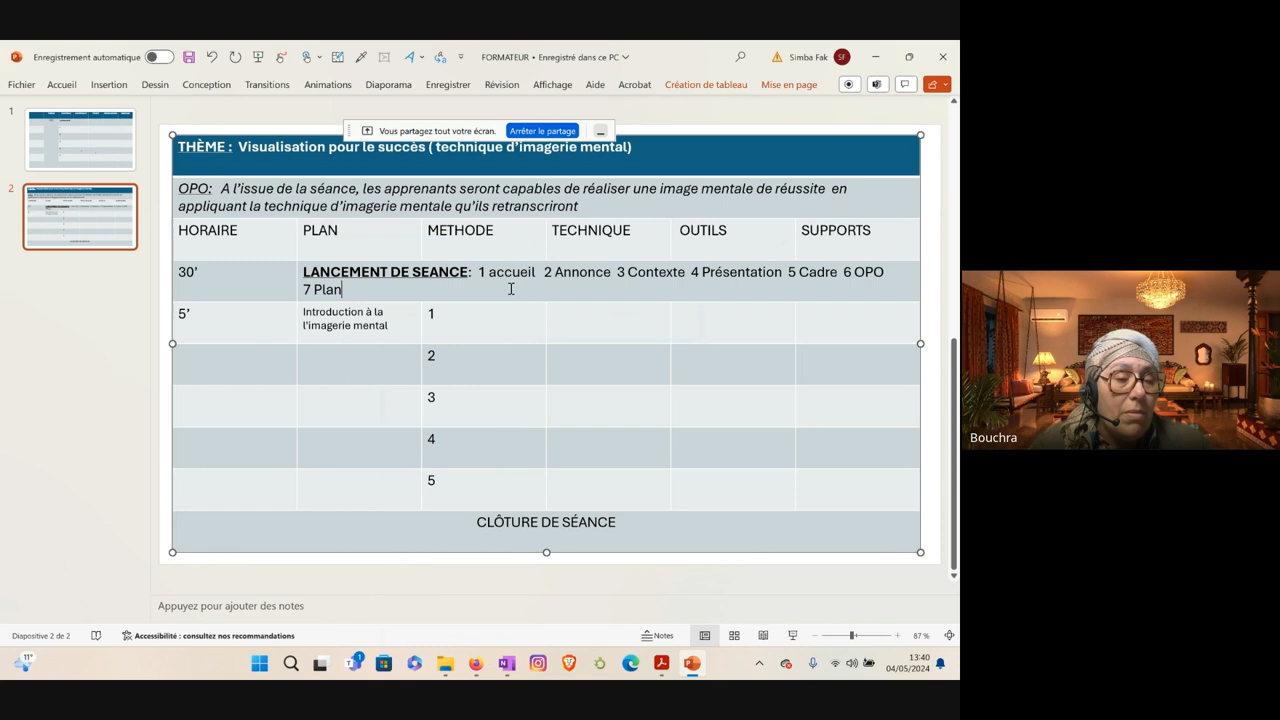 Enregistrement automatique
FORMATEUR • Enregistré dans ce PC
Simba Fak
SF
Fichier Accueil Insertion Dessin Conception Transitions Animations Diaporama Enregistrer Révision Affichage Aide Acrobat Création de tableau Mise en page
1
2
Vous partagez tout votre écran. Arrêter le partage
THÈME : Visualisation pour le succès ( technique d'imagerie mental)
OPO: A l'issue de la séance, les apprenants seront capables de réaliser une image mentale de réussite en
appliquant la technique d'imagerie mentale qu'ils retranscriront
HORAIRE PLAN METHODE TECHNIQUE OUTILS SUPPORTS
30' LANCEMENT DE SEANCE: 1 accueil 2 Annonce 3 Contexte 4 Présentation 5 Cadre 6 OPO
7 Plan
5' Introduction à la 1
l'imagerie mental
2
3
4
5
CLÔTURE DE SÉANCE
Bouchra
Appuyez pour ajouter des notes
Diapositive 2 de 2 Accessibilité : consultez nos recommandations Notes 87 %
11°
1
13:40
04/05/2024